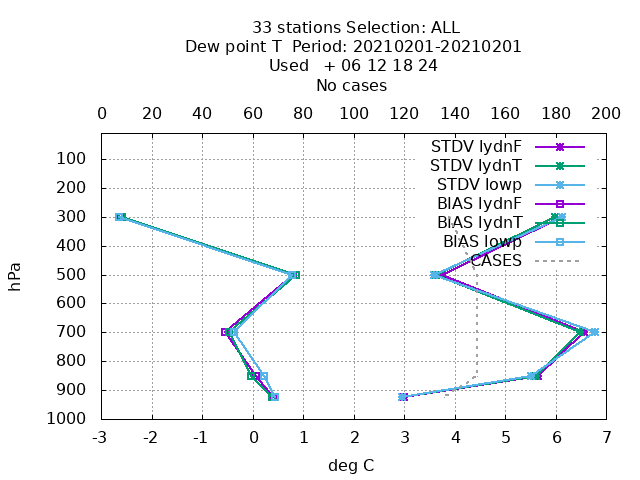 33 stations Selection: ALL
Dew point T  Period: 20210201-20210201
Used   + 06 12 18 24
No cases
0 20 40 60 80 100 120 140 160 180 200
STDV lydnF
STDV lydnT
STDV lowp
BIAS lydnF
BIAS lydnT
BIAS lowp
CASES
100
200
300
400
500
600
700
800
900
1000
hPa
-3 -2 -1 0 1 2 3 4 5 6 7
deg C